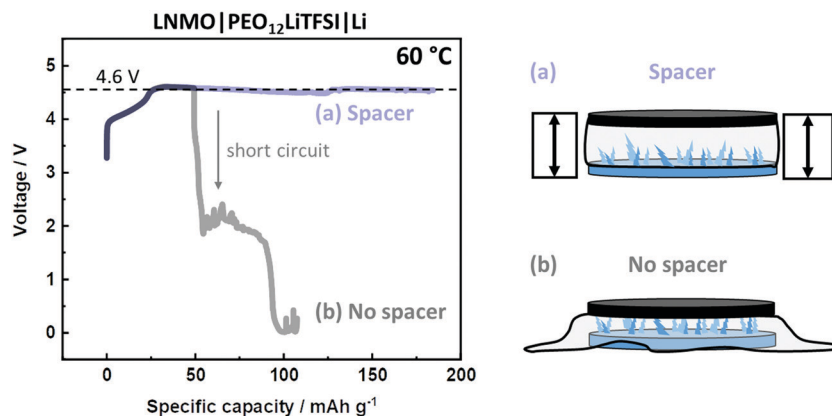 LNMO|PEO₁₂LiTFSI|Li
60 °C
4.6 V
(a) Spacer
short circuit
(b) No spacer
Voltage / V
5
4
3
2
1
0
0 50 100 150 200
Specific capacity / mAh g⁻¹
(a) Spacer
(b) No spacer